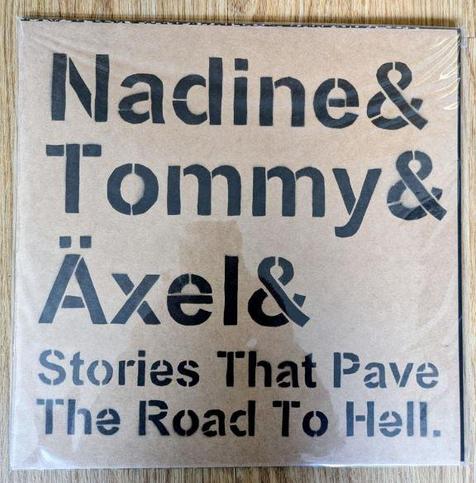 Nadine&
Tommy&
Äxel&
Stories That Pave
The Road To Hell.